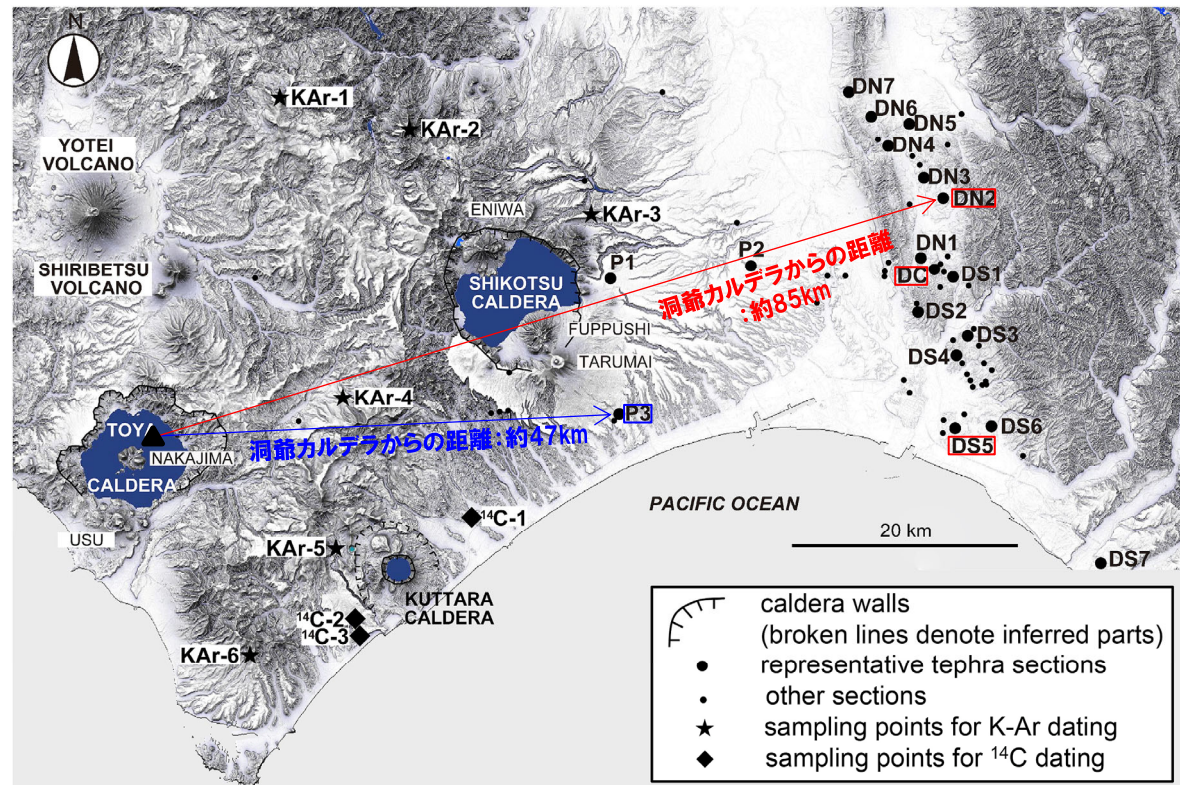 N
KAr-1
KAr-2
YOTEI
VOLCANO
SHIRIBETSU
VOLCANO
ENIWA
KAr-3
SHIKOTSU
CALDERA
P1
P2
FUPPUSHI
TARUMAI
DN7
DN6
DN5
DN4
DN3
DN2
DN1
DC
DS1
DS2
DS3
DS4
DS5
DS6
DS7
洞爺カルデラからの距離
:約85km
KAr-4
P3
洞爺カルデラからの距離:約47km
TOYA
NAKAJIMA
CALDERA
USU
14C-1
KAr-5
KUTTARA
CALDERA
14C-2
14C-3
KAr-6
PACIFIC OCEAN
20 km
caldera walls
(broken lines denote inferred parts)
representative tephra sections
other sections
sampling points for K-Ar dating
sampling points for 14C dating